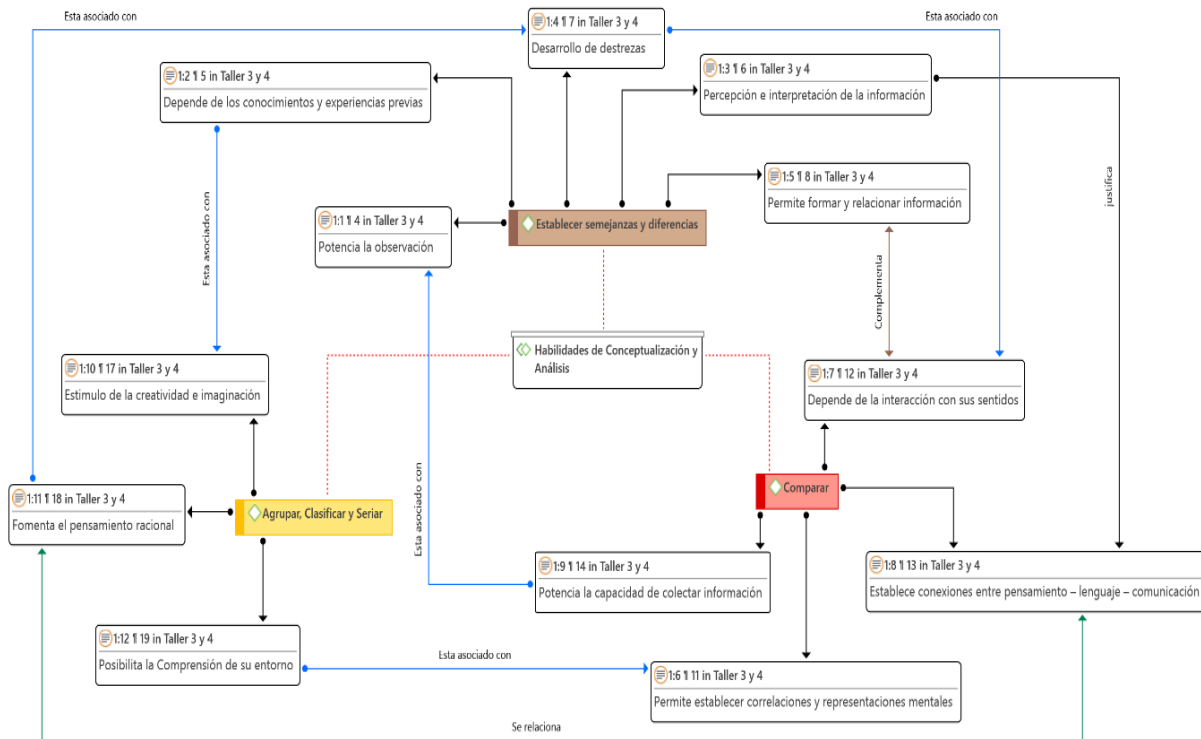 Esta asociado con
1:4 ¶ 7 in Taller 3 y 4
Desarrollo de destrezas
Esta asociado con
1:2 ¶ 5 in Taller 3 y 4
Depende de los conocimientos y experiencias previas
1:3 ¶ 6 in Taller 3 y 4
Percepción e interpretación de la información
Esta asociado con
justifica
1:5 ¶ 8 in Taller 3 y 4
Permite formar y relacionar información
1:1 ¶ 4 in Taller 3 y 4
Potencia la observación
Establecer semejanzas y diferencias
Complementa
Habilidades de Conceptualización y
Análisis
1:10 ¶ 17 in Taller 3 y 4
Estimulo de la creatividad e imaginación
1:7 ¶ 12 in Taller 3 y 4
Depende de la interacción con sus sentidos
Esta asociado con
1:11 ¶ 18 in Taller 3 y 4
Fomenta el pensamiento racional
Agrupar, Clasificar y Seriar
Comparar
1:9 ¶ 14 in Taller 3 y 4
Potencia la capacidad de colectar información
1:8 ¶ 13 in Taller 3 y 4
Establece conexiones entre pensamiento – lenguaje – comunicación
1:12 ¶ 19 in Taller 3 y 4
Posibilita la Comprensión de su entorno
Esta asociado con
1:6 ¶ 11 in Taller 3 y 4
Permite establecer correlaciones y representaciones mentales
Se relaciona